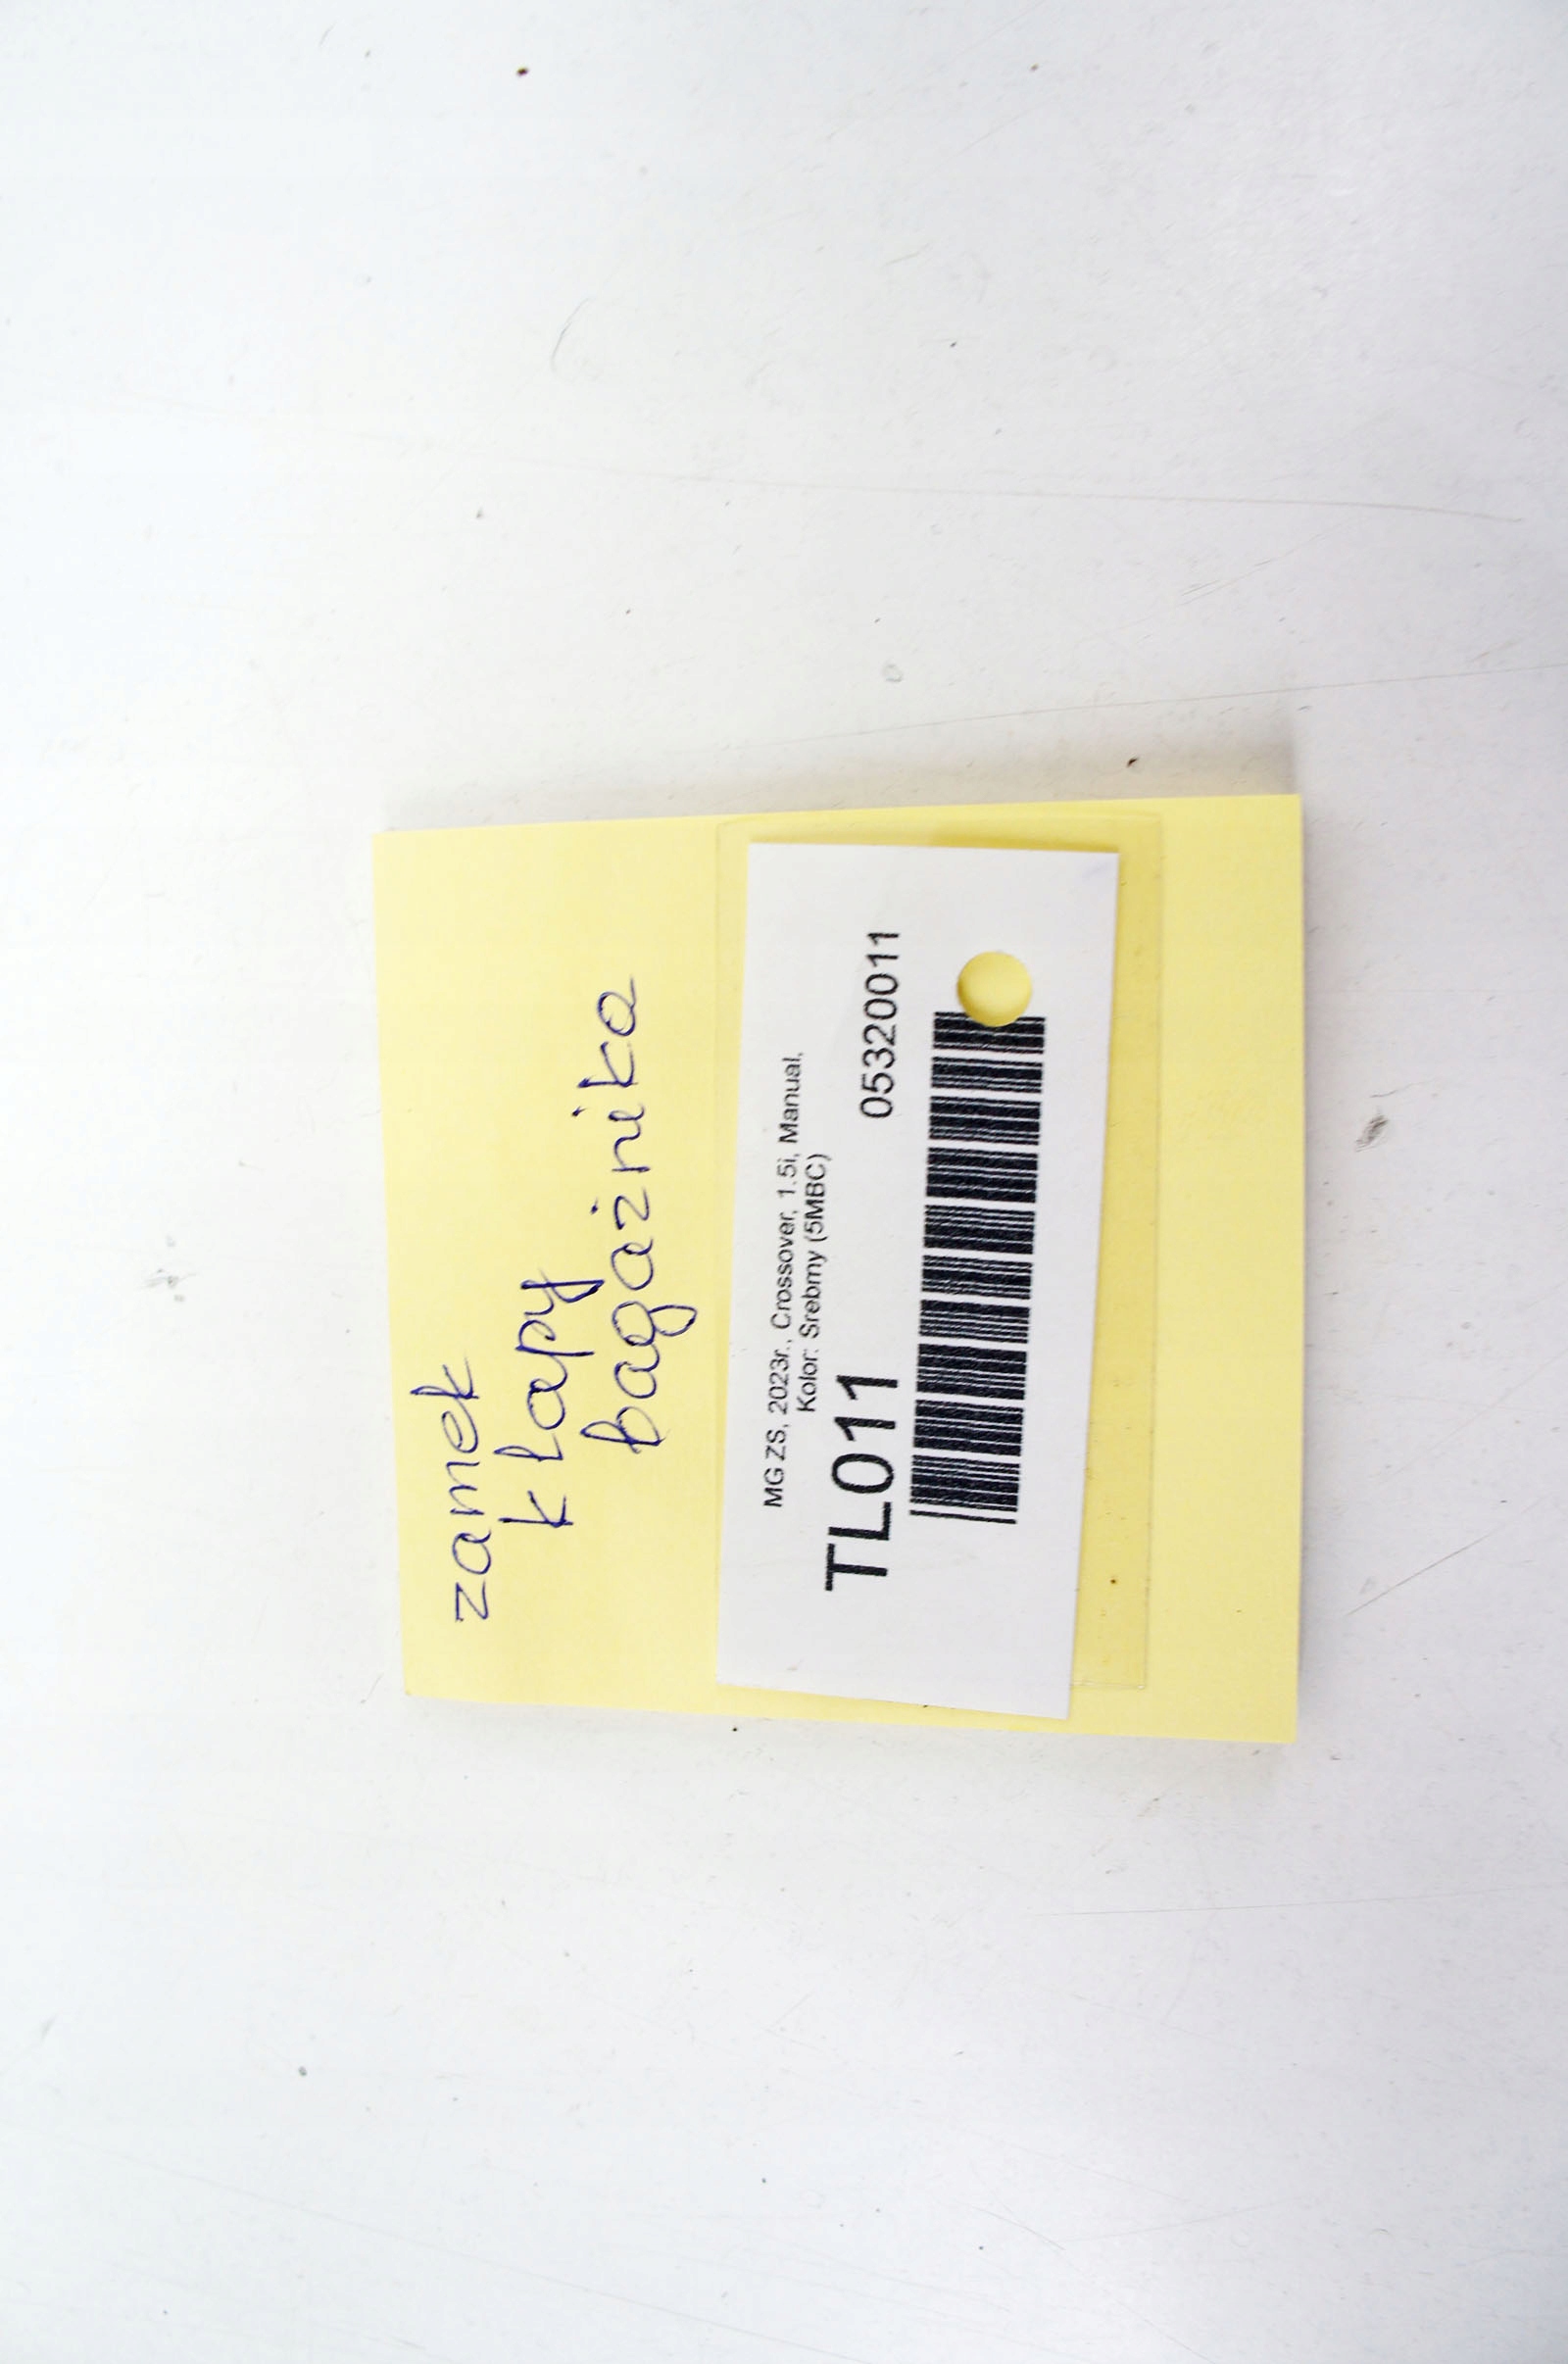 zamek
klapy
bagażnika
MG ZS, 2023r., Crossover, 1.5i, Manual,
Kolor: Srebrny (5MBC)
TL011 05320011